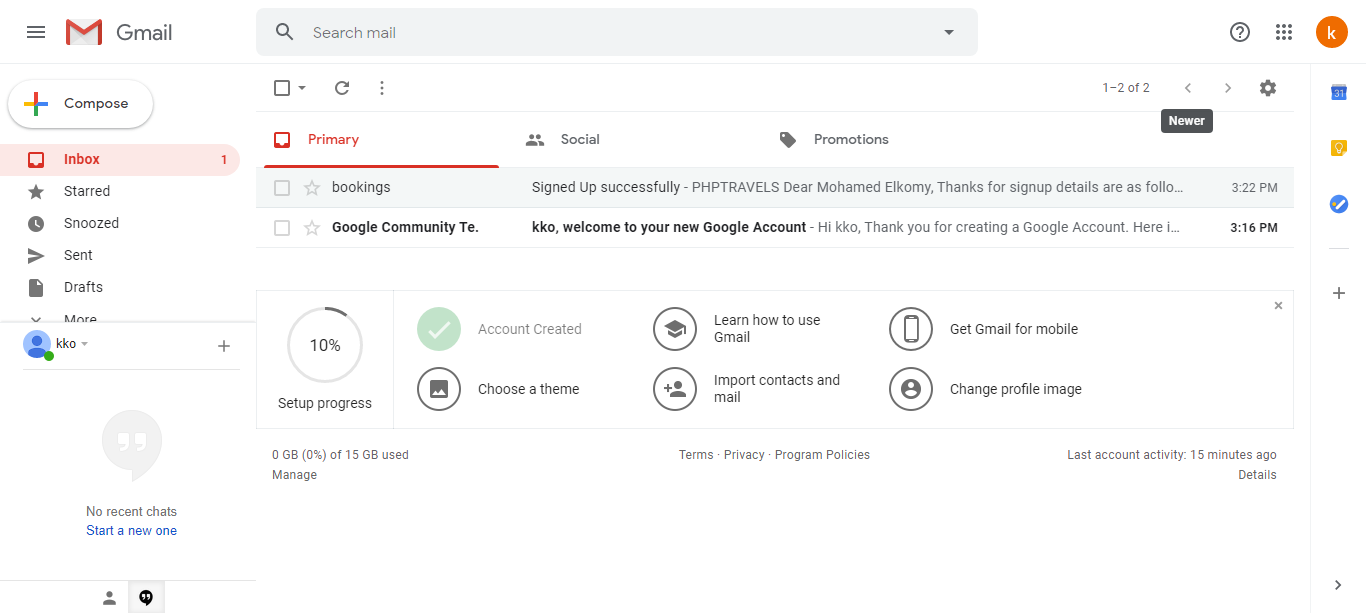 Gmail
Search mail
k
Compose
1–2 of 2
31
Newer
Primary
Social
Promotions
Inbox 1
Starred
Snoozed
Sent
Drafts
More
bookings Signed Up successfully - PHPTRAVELS Dear Mohamed Elkomy, Thanks for signup details are as follo… 3:22 PM
Google Community Te. kko, welcome to your new Google Account - Hi kko, Thank you for creating a Google Account. Here i… 3:16 PM
kko
10%
Setup progress
Account Created
Learn how to use
Gmail
Get Gmail for mobile
Choose a theme
Import contacts and
mail
Change profile image
0 GB (0%) of 15 GB used
Manage
Terms · Privacy · Program Policies
Last account activity: 15 minutes ago
Details
No recent chats
Start a new one